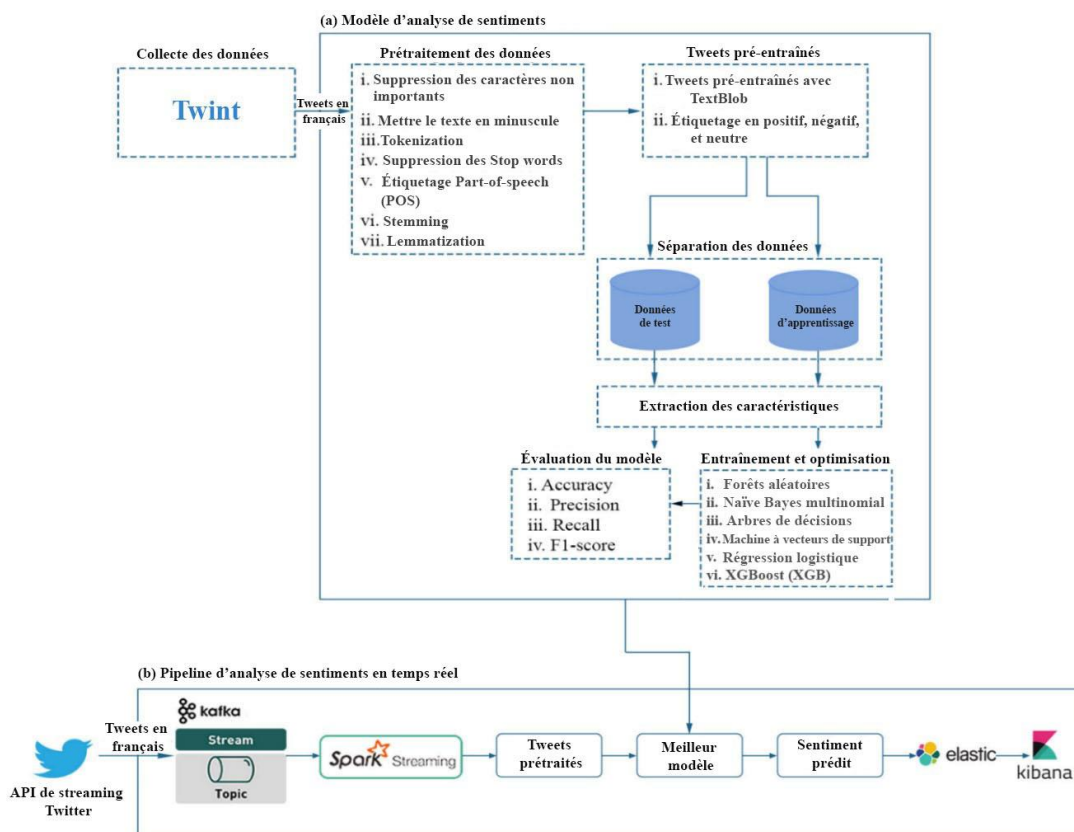 (a) Modèle d'analyse de sentiments
Collecte des données
Twint
Tweets en
français
Prétraitement des données
i. Suppression des caractères non
importants
ii. Mettre le texte en minuscule
iii. Tokenization
iv. Suppression des Stop words
v. Étiquetage Part-of-speech
(POS)
vi. Stemming
vii. Lemmatization
Tweets pré-entraînés
i. Tweets pré-entraînés avec
TextBlob
ii. Étiquetage en positif, négatif,
et neutre
Séparation des données
Données
de test
Données
d'apprentissage
Extraction des caractéristiques
Évaluation du modèle
i. Accuracy
ii. Precision
iii. Recall
iv. F1-score
Entraînement et optimisation
i. Forêts aléatoires
ii. Naïve Bayes multinomial
iii. Arbres de décisions
iv. Machine à vecteurs de support
v. Régression logistique
vi. XGBoost (XGB)
(b) Pipeline d'analyse de sentiments en temps réel
API de streaming
Twitter
Tweets en
français
kafka
Stream
Topic
Spark Streaming
Tweets
prétraités
Meilleur
modèle
Sentiment
prédit
elastic
kibana